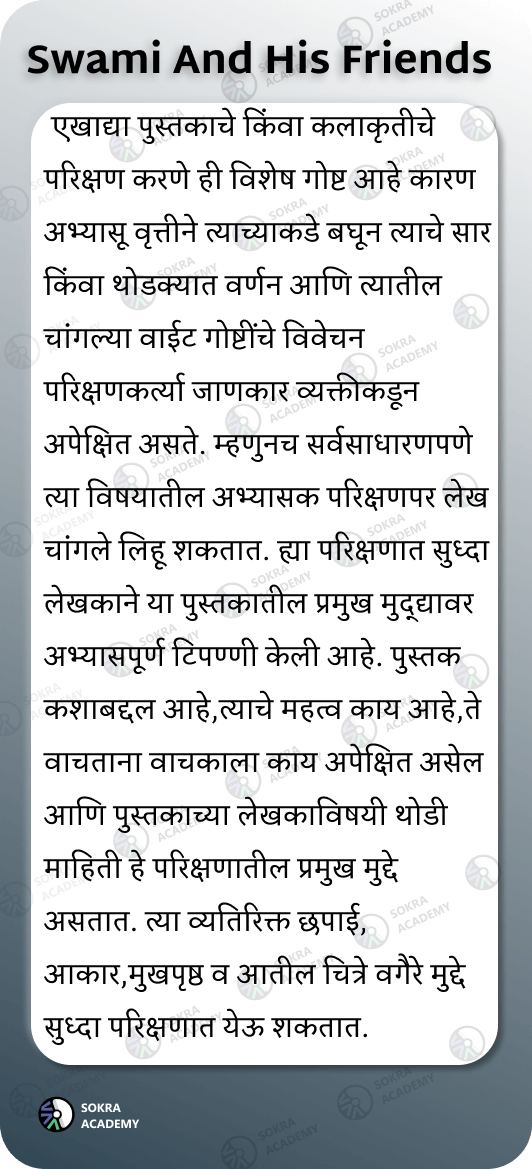 Swami And His Friends
एखाद्या पुस्तकाचे किंवा कलाकृतीचे
परिक्षण करणे ही विशेष गोष्ट आहे कारण
अभ्यासू वृत्तीने त्याच्याकडे बघून त्याचे सार
किंवा थोडक्यात वर्णन आणि त्यातील
चांगल्या वाईट गोष्टींचे विवेचन
परिक्षणकर्त्या जाणकार व्यक्तीकडून
अपेक्षित असते. म्हणुनच सर्वसाधारणपणे
त्या विषयातील अभ्यासक परिक्षणपर लेख
चांगले लिहू शकतात. ह्या परिक्षणात सुध्दा
लेखकाने या पुस्तकातील प्रमुख मुद्द्यावर
अभ्यासपूर्ण टिपण्णी केली आहे. पुस्तक
कशाबद्दल आहे,त्याचे महत्व काय आहे,ते
वाचताना वाचकाला काय अपेक्षित असेल
आणि पुस्तकाच्या लेखकाविषयी थोडी
माहिती हे परिक्षणातील प्रमुख मुद्दे
असतात. त्या व्यतिरिक्त छपाई,
आकार,मुखपृष्ठ व आतील चित्रे वगैरे मुद्दे
सुध्दा परिक्षणात येऊ शकतात.
SOKRA
ACADEMY